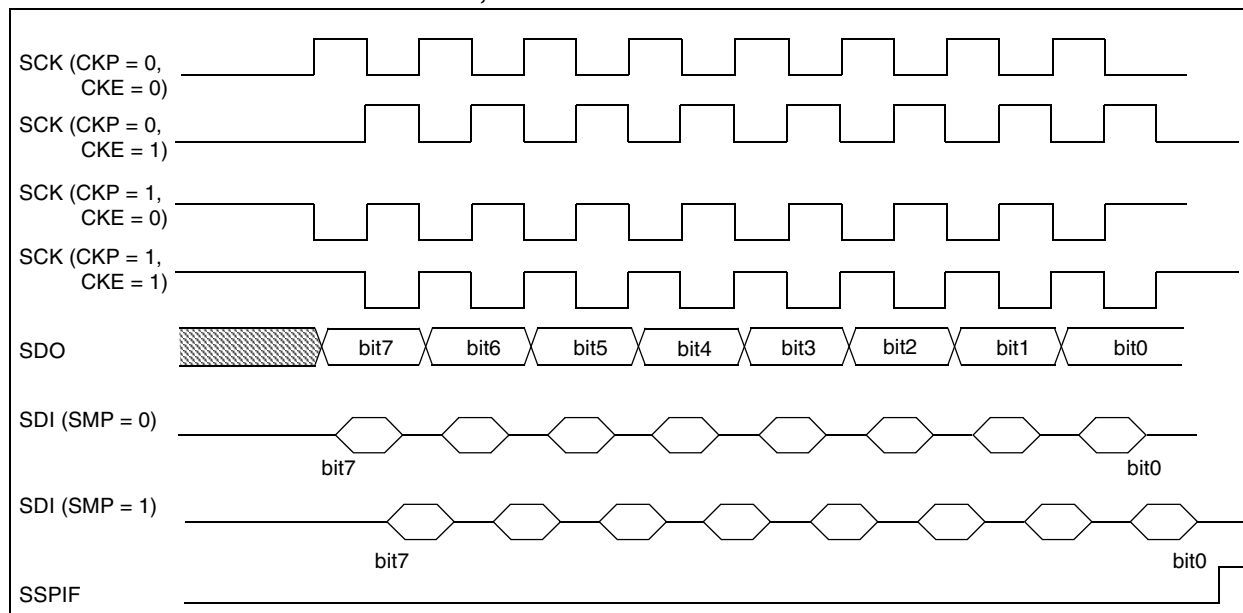 SCK (CKP = 0,
CKE = 0)
SCK (CKP = 0,
CKE = 1)
SCK (CKP = 1,
CKE = 0)
SCK (CKP = 1,
CKE = 1)
SDO bit7 bit6 bit5 bit4 bit3 bit2 bit1 bit0
SDI (SMP = 0)
bit7 bit0
SDI (SMP = 1)
bit7 bit0
SSPIF